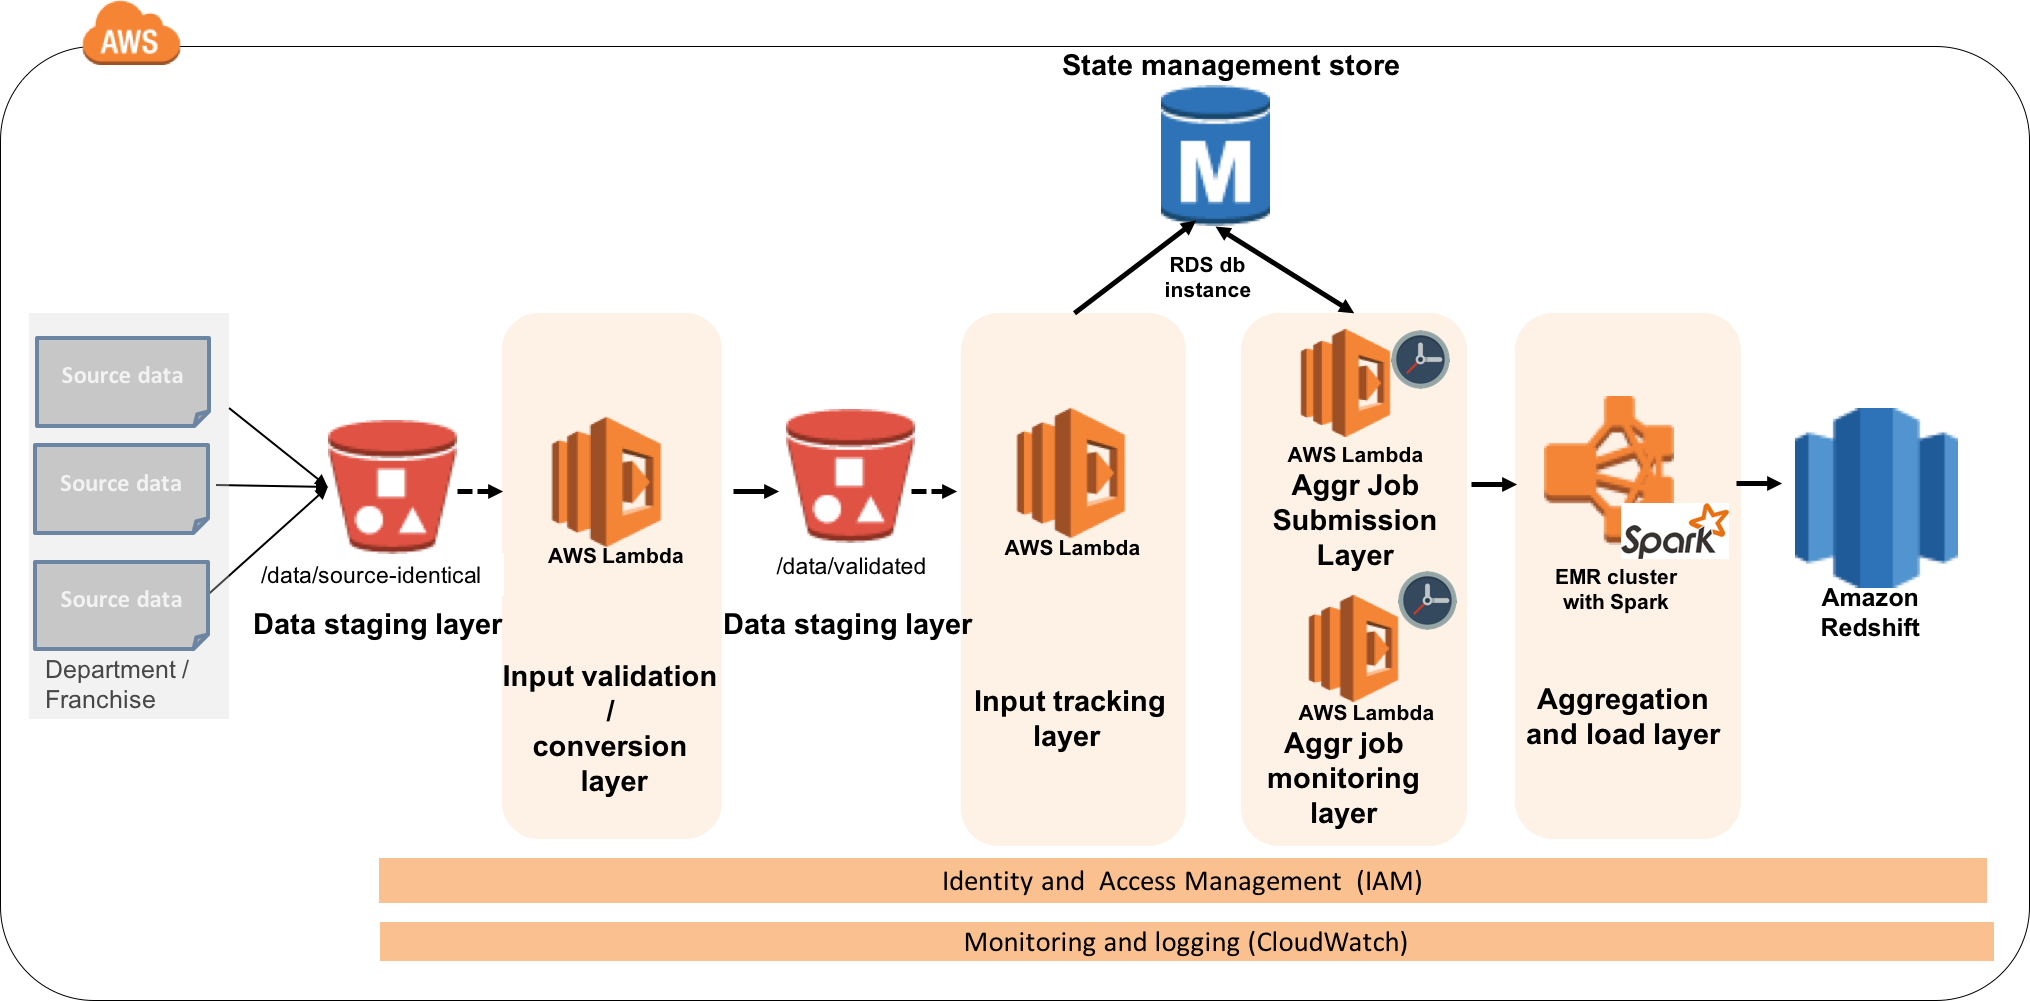 AWS
State management store
M
RDS db
instance
Source data
Source data
Source data
Department /
Franchise
/data/source-identical
Data staging layer
AWS Lambda
Input validation
/
conversion
layer
/data/validated
Data staging layer
AWS Lambda
Input tracking
layer
AWS Lambda
Aggr Job
Submission
Layer
AWS Lambda
Aggr job
monitoring
layer
Spark
EMR cluster
with Spark
Aggregation
and load layer
Amazon
Redshift
Identity and  Access Management  (IAM)
Monitoring and logging (CloudWatch)